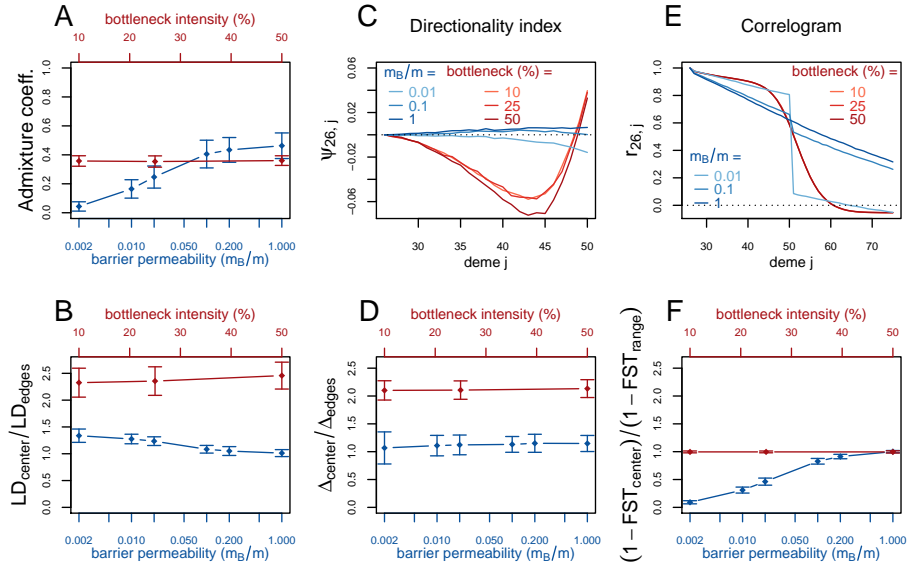 A
bottleneck intensity (%)
10 20 30 40 50
Admixture coeff.
0.0 0.2 0.4 0.6 0.8 1.0
0.002 0.010 0.050 0.200 1.000
barrier permeability (mB/m)
C
Directionality index
mB/m =
0.01
0.1
1
bottleneck (%) =
10
25
50
Ψ26, j
−0.06 −0.02 0.02 0.06
30 35 40 45 50
deme j
E
Correlogram
bottleneck (%) =
10
25
50
mB/m =
0.01
0.1
1
r26, j
0.0 0.2 0.4 0.6 0.8 1.0
30 40 50 60 70
deme j
B
bottleneck intensity (%)
10 20 30 40 50
LDcenter/LDedges
0.0 0.5 1.0 1.5 2.0 2.5
0.002 0.010 0.050 0.200 1.000
barrier permeability (mB/m)
D
bottleneck intensity (%)
10 20 30 40 50
Δcenter/Δedges
0.0 0.5 1.0 1.5 2.0 2.5
0.002 0.010 0.050 0.200 1.000
barrier permeability (mB/m)
F
bottleneck intensity (%)
10 20 30 40 50
(1 − FSTcenter)/(1 − FSTrange)
0.0 0.5 1.0 1.5 2.0 2.5
0.002 0.010 0.050 0.200 1.000
barrier permeability (mB/m)